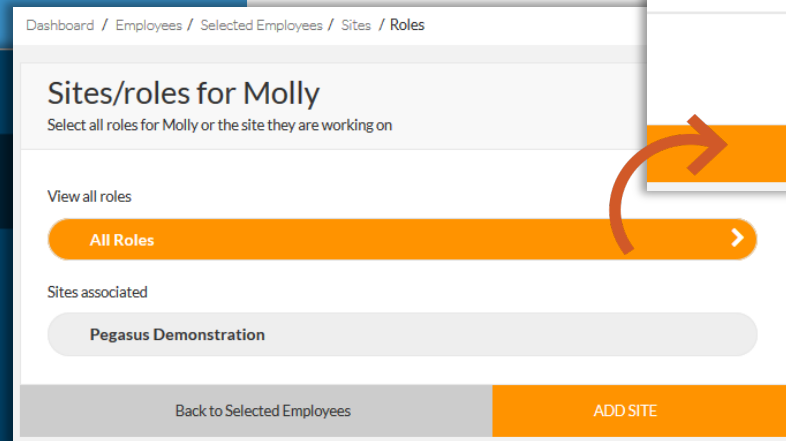 Dashboard / Employees / Selected Employees / Sites / Roles
Sites/roles for Molly
Select all roles for Molly or the site they are working on
View all roles
All Roles
Sites associated
Pegasus Demonstration
Back to Selected Employees
ADD SITE